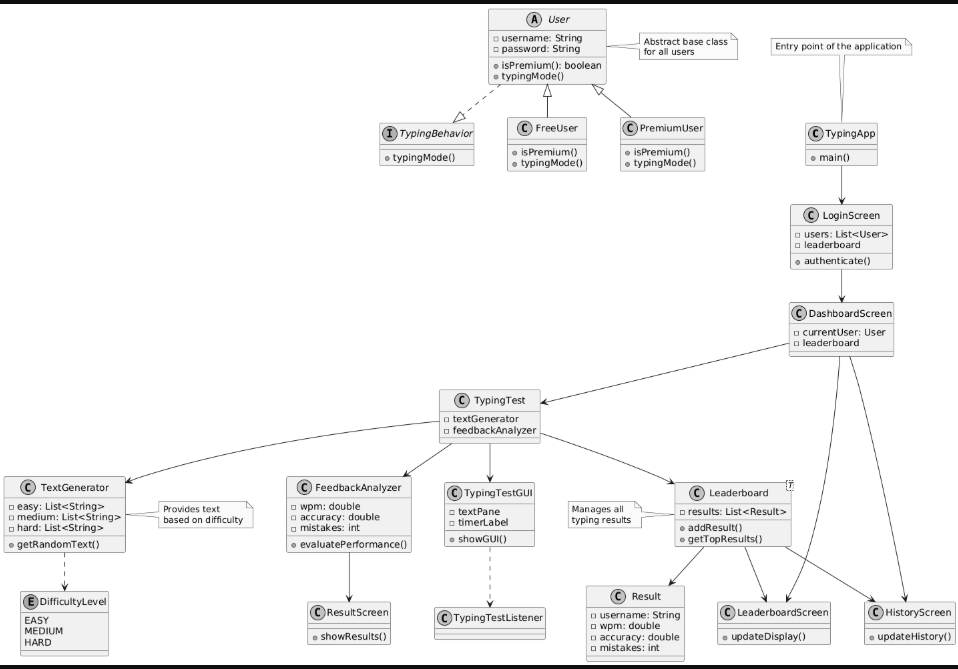 A User
username: String
password: String
isPremium(): boolean
typingMode()
Abstract base class
for all users
Entry point of the application
I TypingBehavior
typingMode()
C FreeUser
isPremium()
typingMode()
C PremiumUser
isPremium()
typingMode()
C TypingApp
main()
C LoginScreen
users: List<User>
leaderboard
authenticate()
C DashboardScreen
currentUser: User
leaderboard
C TypingTest
textGenerator
feedbackAnalyzer
C TextGenerator
easy: List<String>
medium: List<String>
hard: List<String>
getRandomText()
Provides text
based on difficulty
C FeedbackAnalyzer
wpm: double
accuracy: double
mistakes: int
evaluatePerformance()
C TypingTestGUI
textPane
timerLabel
showGUI()
Manages all
typing results
C Leaderboard
T
results: List<Result>
addResult()
getTopResults()
E DifficultyLevel
EASY
MEDIUM
HARD
C ResultScreen
showResults()
C TypingTestListener
C Result
username: String
wpm: double
accuracy: double
mistakes: int
C LeaderboardScreen
updateDisplay()
C HistoryScreen
updateHistory()